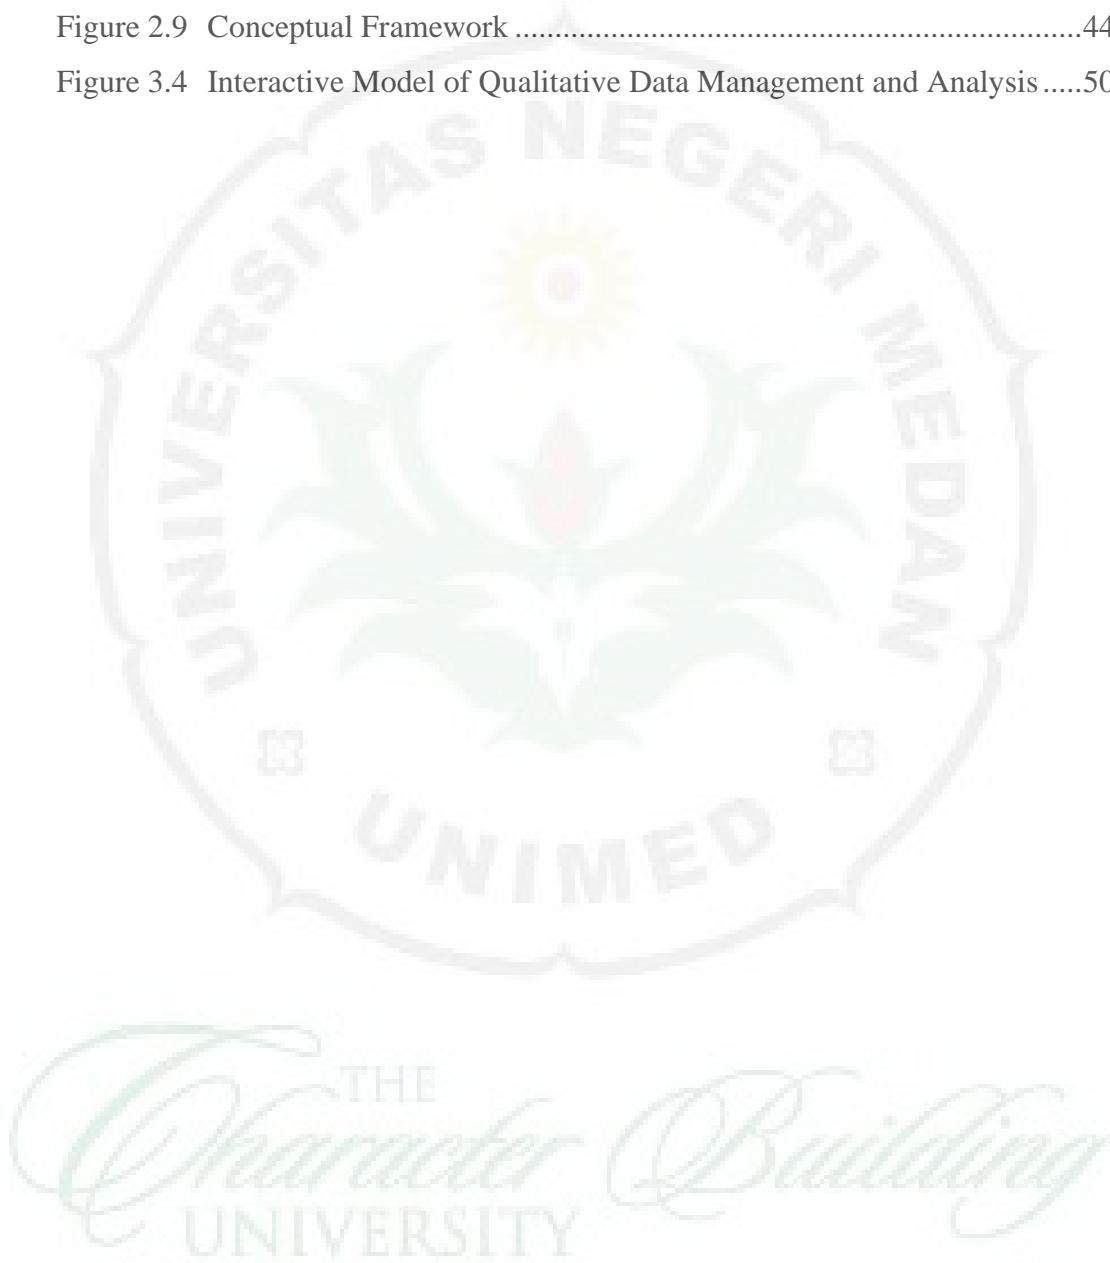 Figure 2.9 Conceptual Framework ......................................................................44
Figure 3.4 Interactive Model of Qualitative Data Management and Analysis .....50
UNIVERSITAS NEGERI MEDAN
UNIMED
THE
Character Building
UNIVERSITY